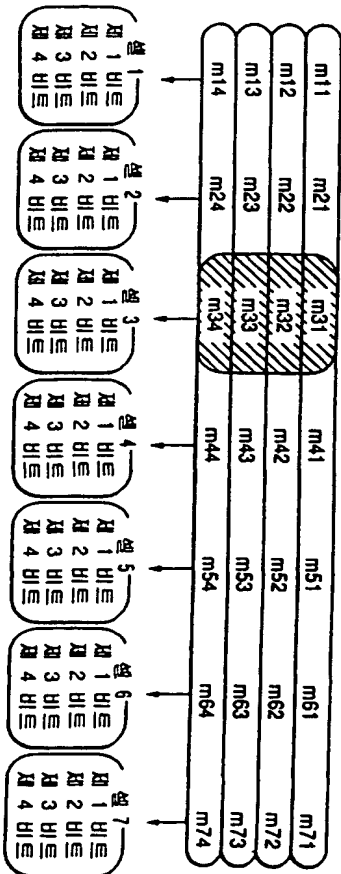 m11 m21 m31 m41 m51 m61 m71
m12 m22 m32 m42 m52 m62 m72
m13 m23 m33 m43 m53 m63 m73
m14 m24 m34 m44 m54 m64 m74
셀 1 셀 2 셀 3 셀 4 셀 5 셀 6 셀 7
제 1 비트 제 1 비트 제 1 비트 제 1 비트 제 1 비트 제 1 비트 제 1 비트
제 2 비트 제 2 비트 제 2 비트 제 2 비트 제 2 비트 제 2 비트 제 2 비트
제 3 비트 제 3 비트 제 3 비트 제 3 비트 제 3 비트 제 3 비트 제 3 비트
제 4 비트 제 4 비트 제 4 비트 제 4 비트 제 4 비트 제 4 비트 제 4 비트